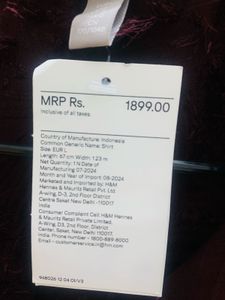 MRP Rs. 1899.00
Inclusive of all taxes
Country of Manufacture: Indonesia
Common Generic Name: Shirt
Size: EUR L
Length: 67 cm Width: 123 m
Net Quantity: 1 N Date of
Manufacturing 07-2024
Month and Year of Import: 08-2024
Marketed and Imported by: H&M
Hennes & Mauritz Retail Pvt. Ltd
A-wing, D-3, 2nd Floor District
Centre Saket New Delhi -110017
India
Consumer Complaint Cell: H&M Hennes
& Mauritz Retail Private Limited,
A-Wing, D3, 2nd Floor, District
Center, Saket, New Delhi 110017,
India. Phone number - 1800-889-8000
Email - customerservice.in@hm.com